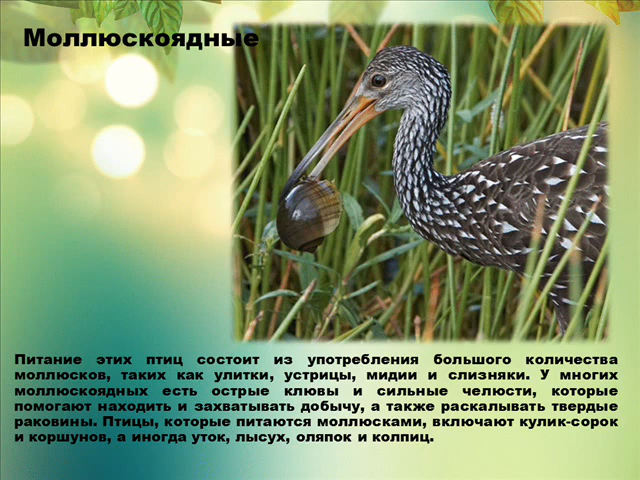 Моллюскоядные
Питание этих птиц состоит из употребления большого количества
моллюсков, таких как улитки, устрицы, мидии и слизняки. У многих
моллюскоядных есть острые клювы и сильные челюсти, которые
помогают находить и захватывать добычу, а также раскалывать твердые
раковины. Птицы, которые питаются моллюсками, включают кулик-сорок
и коршунов, а иногда уток, лысух, оляпок и колпиц.